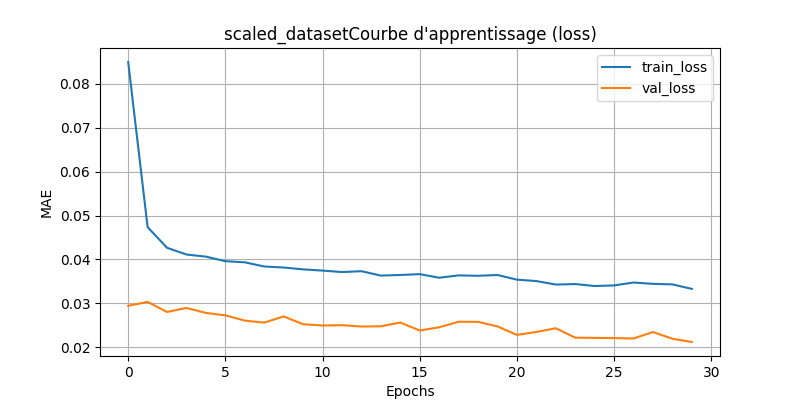 scaled_datasetCourbe d'apprentissage (loss)
train_loss
val_loss
MAE
0.08
0.07
0.06
0.05
0.04
0.03
0.02
0 5 10 15 20 25 30
Epochs